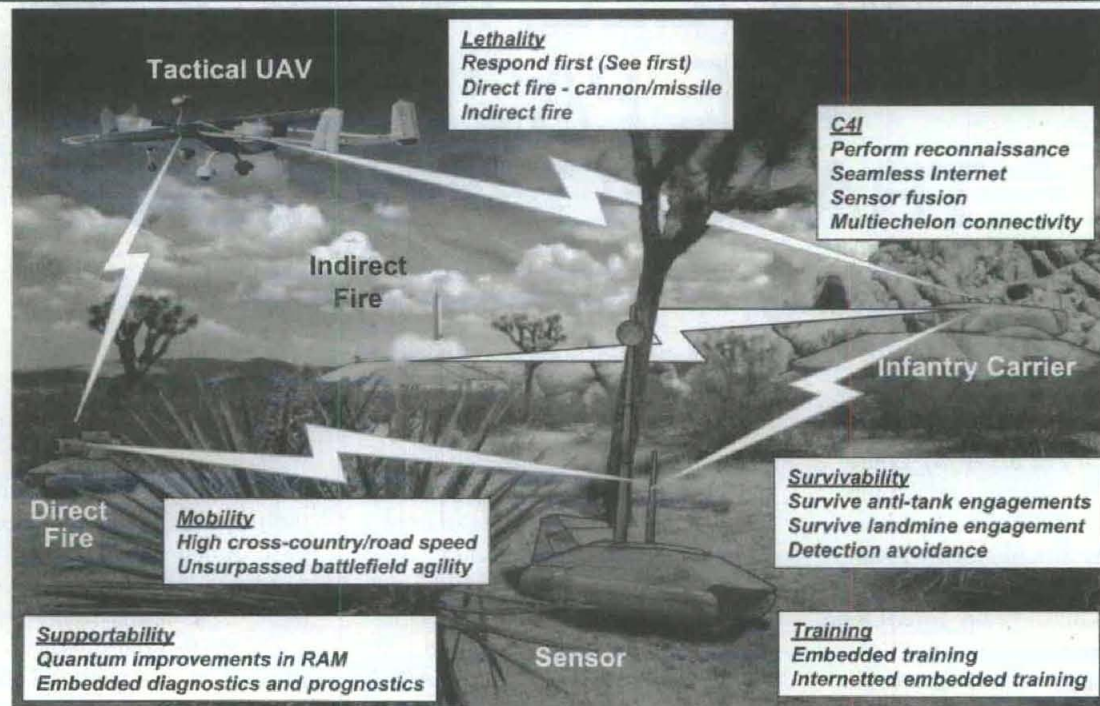 Tactical UAV
Lethality
Respond first (See first)
Direct fire - cannon/missile
Indirect fire
C4I
Perform reconnaissance
Seamless Internet
Sensor fusion
Multiechelon connectivity
Indirect
Fire
Infantry Carrier
Direct
Fire
Mobility
High cross-country/road speed
Unsurpassed battlefield agility
Survivability
Survive anti-tank engagements
Survive landmine engagement
Detection avoidance
Supportability
Quantum improvements in RAM
Embedded diagnostics and prognostics
Sensor
Training
Embedded training
Internetted embedded training